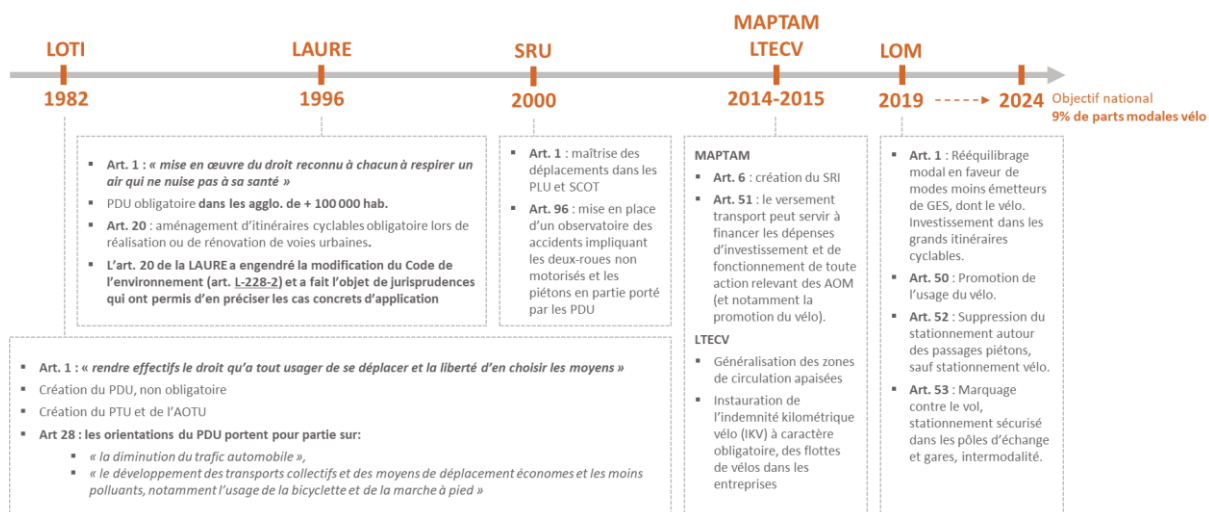 LOTI
LAURE
SRU
MAPTAM
LTECV
LOM
1982
1996
2000
2014-2015
2019
2024
Objectif national
9% de parts modales vélo
▪ Art. 1 : « mise en œuvre du droit reconnu à chacun à respirer un
air qui ne nuise pas à sa santé »
▪ PDU obligatoire dans les agglo. de + 100 000 hab.
▪ Art. 20 : aménagement d’itinéraires cyclables obligatoire lors de
réalisation ou de rénovation de voies urbaines.
▪ L’art. 20 de la LAURE a engendré la modification du Code de
l’environnement (art. L-228-2) et a fait l’objet de jurisprudences
qui ont permis d’en préciser les cas concrets d’application
▪ Art. 1 : maîtrise des
déplacements dans les
PLU et SCOT
▪ Art. 96 : mise en place
d’un observatoire des
accidents impliquant
les deux-roues non
motorisés et les
piétons en partie porté
par les PDU
MAPTAM
▪ Art. 6 : création du SRI
▪ Art. 51 : le versement
transport peut servir à
financer les dépenses
d’investissement et de
fonctionnement de toute
action relevant des AOM
(et notamment la
promotion du vélo).
LTECV
▪ Généralisation des zones
de circulation apaisées
▪ Instauration de
l’indemnité kilométrique
vélo (IKV) à caractère
obligatoire, des flottes
de vélos dans les
entreprises
▪ Art. 1 : Rééquilibrage
modal en faveur de
modes moins émetteurs
de GES, dont le vélo.
Investissement dans les
grands itinéraires
cyclables.
▪ Art. 50 : Promotion de
l’usage du vélo.
▪ Art. 52 : Suppression du
stationnement autour
des passages piétons,
sauf stationnement vélo.
▪ Art. 53 : Marquage
contre le vol,
stationnement sécurisé
dans les pôles d’échange
et gares, intermodalité.
▪ Art. 1 : « rendre effectifs le droit qu’a tout usager de se déplacer et la liberté d’en choisir les moyens »
▪ Création du PDU, non obligatoire
▪ Création du PTU et de l’AOTU
▪ Art 28 : les orientations du PDU portent pour partie sur:
▪ « la diminution du trafic automobile »,
▪ « le développement des transports collectifs et des moyens de déplacement économes et les moins
polluants, notamment l’usage de la bicyclette et de la marche à pied »